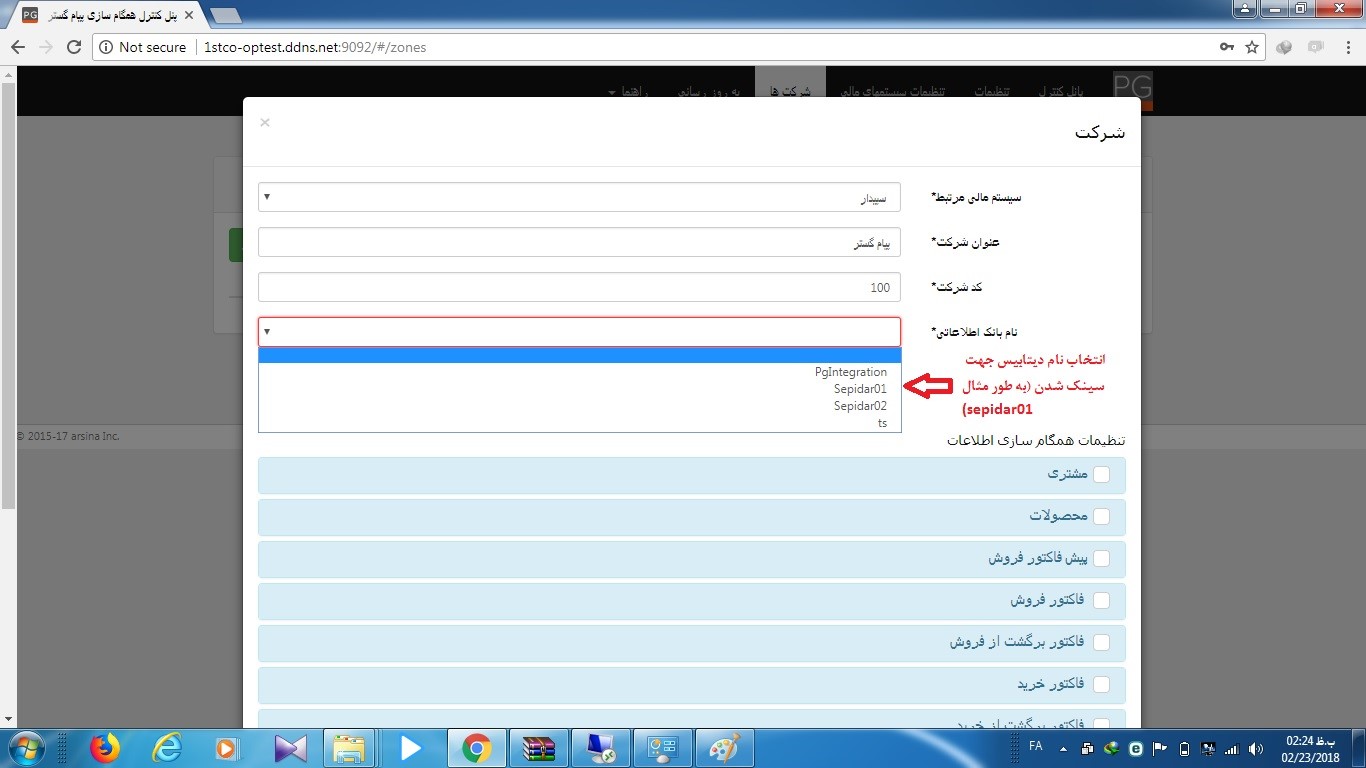 پنل کنترل همگام سازی پیام گستر
Not secure
1stco-optest.ddns.net:9092/#/zones
PG
پانل کنترل
تنظیمات
تنظیمات سیستمهای مالی
شرکت ها
به روز رسانی
راهنما
شرکت
×
سیستم مالی مرتبط*
سپیدار
عنوان شرکت*
پیام گستر
کد شرکت*
100
نام بانک اطلاعاتی*
PgIntegration
Sepidar01
Sepidar02
ts
انتخاب نام دیتابیس جهت
سینک شدن (به طور مثال
sepidar01)
© 2015-17 arsina Inc.
تنظیمات همگام سازی اطلاعات
مشتری
محصولات
پیش فاکتور فروش
فاکتور فروش
فاکتور برگشت از فروش
فاکتور خرید
فاکتور برگشت از خرید
FA
02:24 ب.ظ
02/23/2018